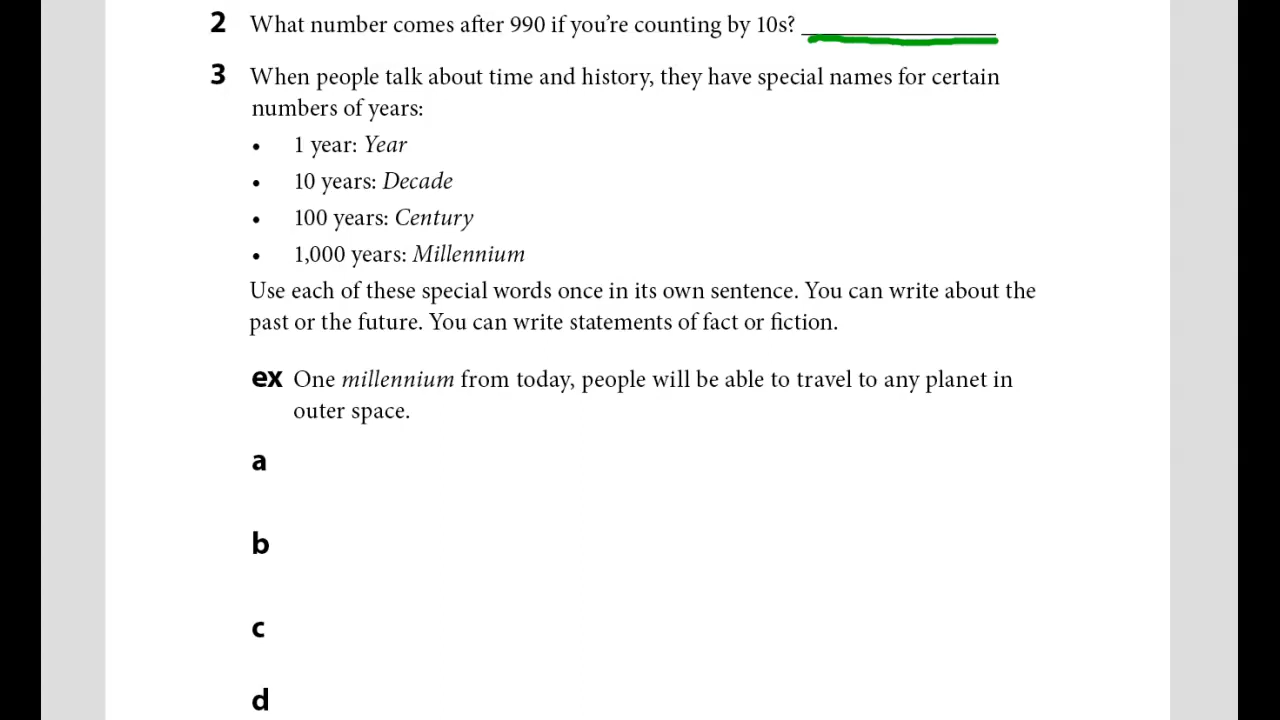 2 What number comes after 990 if you’re counting by 10s? ____________
3 When people talk about time and history, they have special names for certain
numbers of years:
• 1 year: Year
• 10 years: Decade
• 100 years: Century
• 1,000 years: Millennium
Use each of these special words once in its own sentence. You can write about the
past or the future. You can write statements of fact or fiction.
ex One millennium from today, people will be able to travel to any planet in
outer space.
a
b
c
d